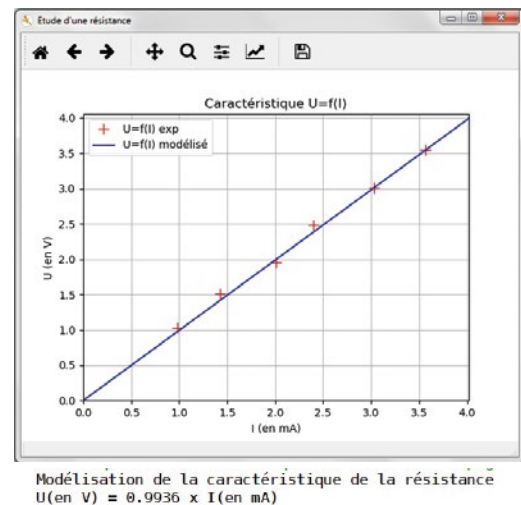 Etude d'une résistance
Caractéristique U=f(I)
U=f(I) exp
U=f(I) modélisé
4.0
3.5
3.0
2.5
2.0
1.5
1.0
0.5
0.0
U (en V)
0.0 0.5 1.0 1.5 2.0 2.5 3.0 3.5 4.0
I (en mA)
Modélisation de la caractéristique de la résistance
U(en V) = 0.9936 x I(en mA)